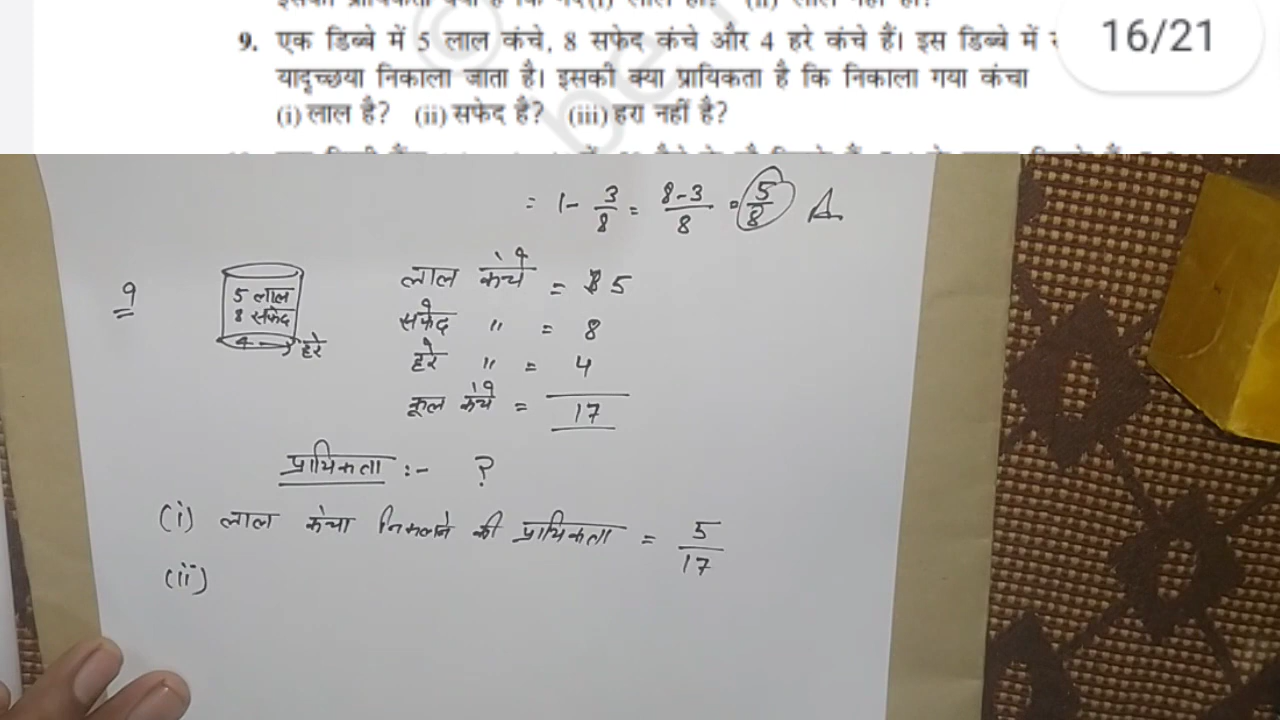 (ii) लाल नहीं है?
9. एक डिब्बे में 5 लाल कंचे, 8 सफेद कंचे और 4 हरे कंचे हैं। इस डिब्बे में
यादृच्छया निकाला जाता है। इसकी क्या प्रायिकता है कि निकाला गया कंचा
(i) लाल है? (ii) सफेद है? (iii) हरा नहीं है?
16/21
= 1 - 3/8 = 8-3/8 = 5/8 A
9
5 लाल
8 सफेद
4 → हरे
लाल कंचे = 5
सफेद " = 8
हरे " = 4
कूल कंचे = 17
प्रायिकता :- ?
(i) लाल कंचा निकलने की प्रायिकता = 5/17
(ii)